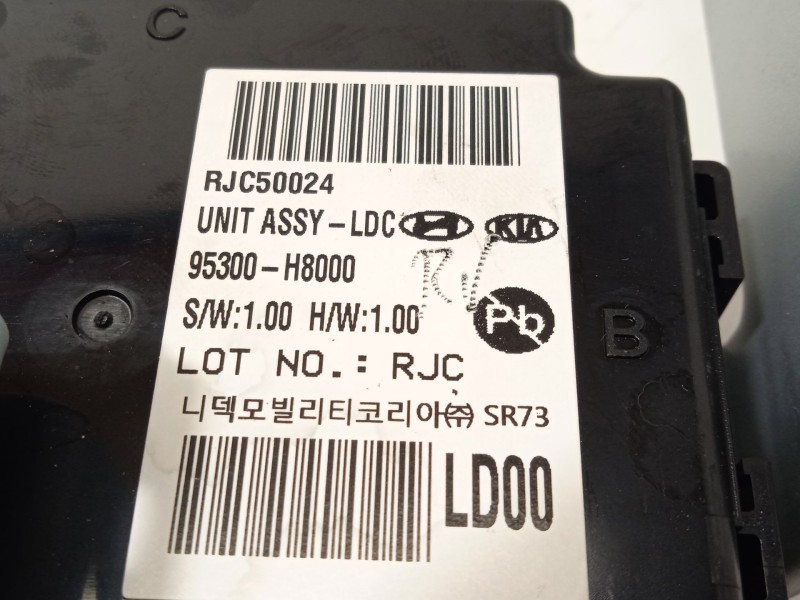 C
RJC50024
UNIT ASSY-LDC KIA
95300-H8000
S/W:1.00 H/W:1.00 Pb
B
LOT NO.: RJC
니덱모빌리티코리아㈜ SR73
LD00